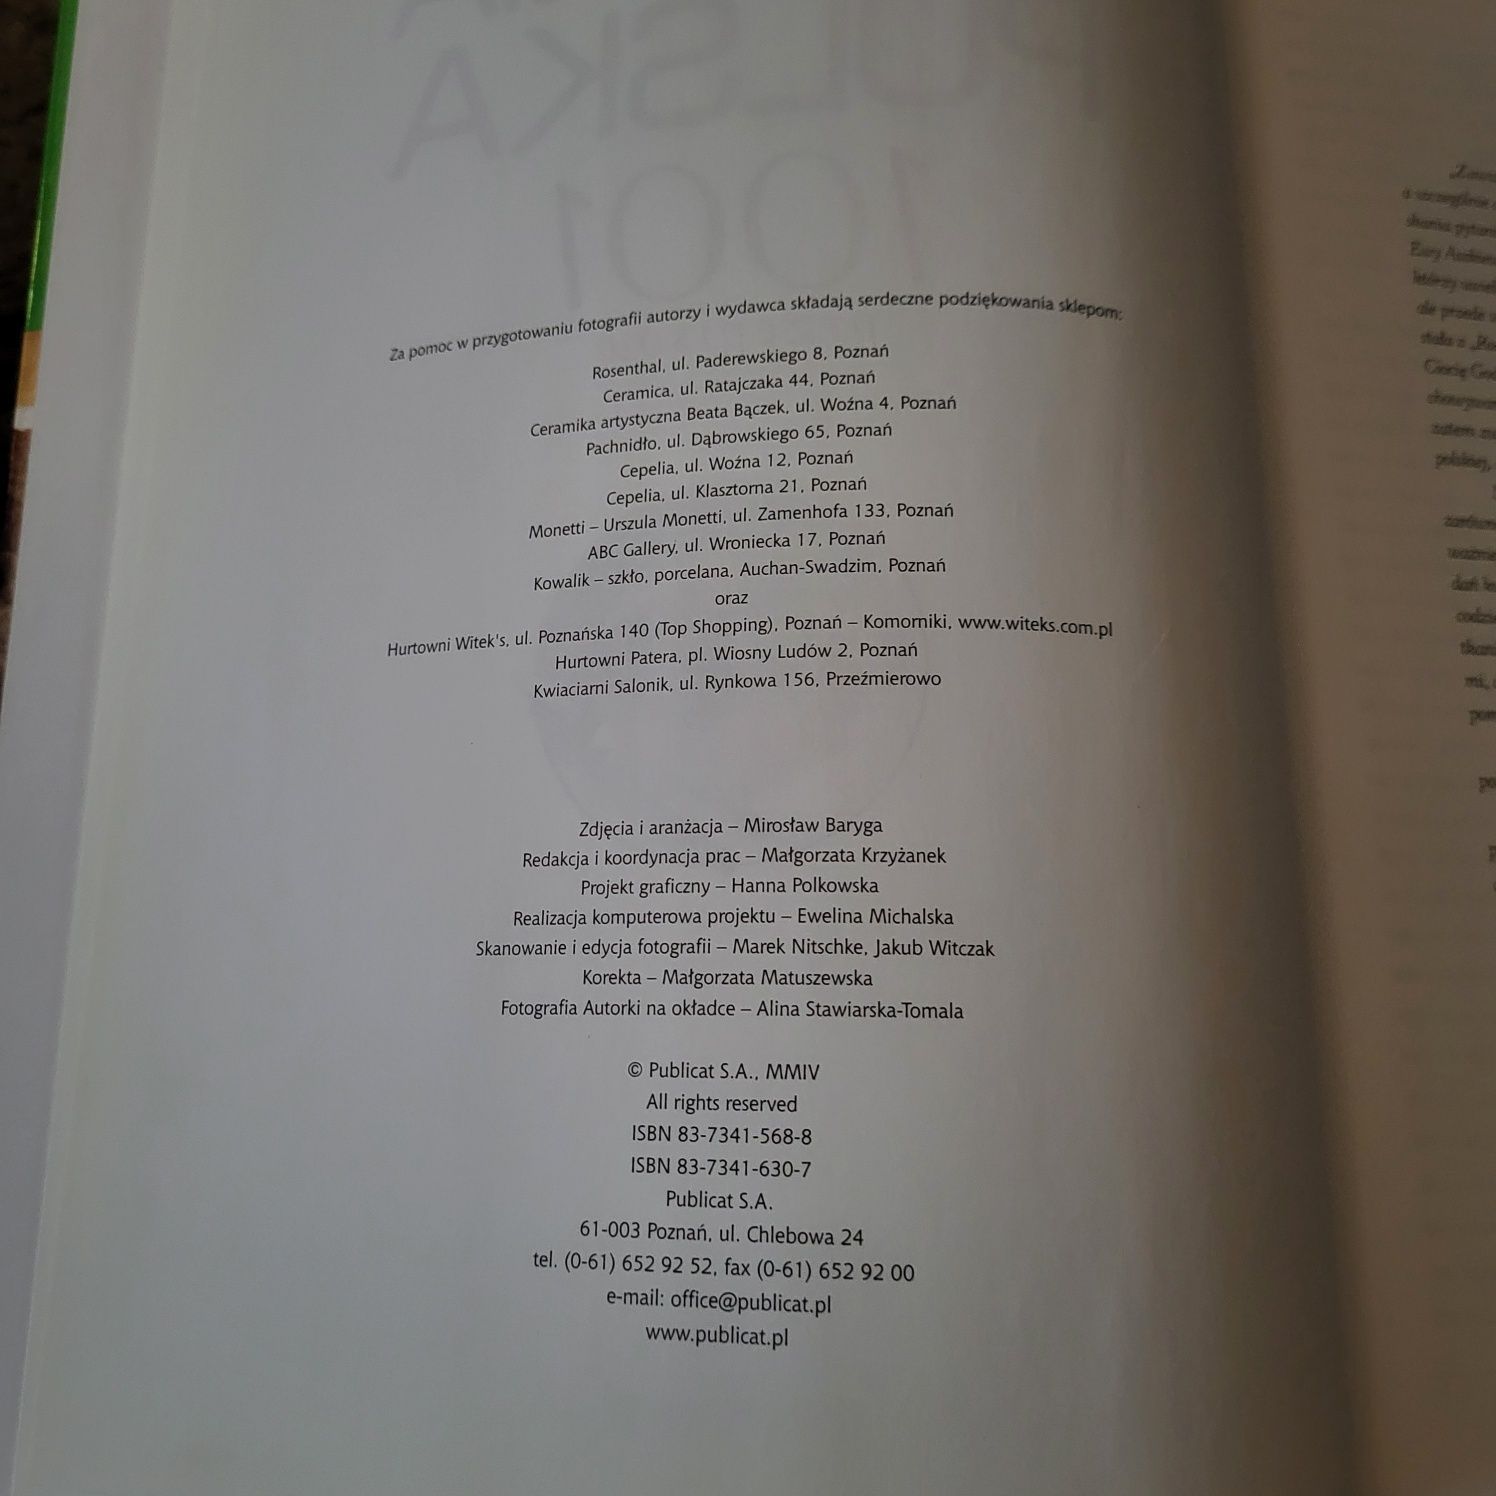 Za pomoc w przygotowaniu fotografii autorzy i wydawca składają serdeczne podziękowania sklepom:
Rosenthal, ul. Paderewskiego 8, Poznań
Ceramica, ul. Ratajczaka 44, Poznań
Ceramika artystyczna Beata Bączek, ul. Woźna 4, Poznań
Pachnidło, ul. Dąbrowskiego 65, Poznań
Cepelia, ul. Woźna 12, Poznań
Cepelia, ul. Klasztorna 21, Poznań
Monetti – Urszula Monetti, ul. Zamenhofa 133, Poznań
ABC Gallery, ul. Wroniecka 17, Poznań
Kowalik – szkło, porcelana, Auchan-Swadzim, Poznań
oraz
Hurtowni Witek's, ul. Poznańska 140 (Top Shopping), Poznań – Komorniki, www.witeks.com.pl
Hurtowni Patera, pl. Wiosny Ludów 2, Poznań
Kwiaciarni Salonik, ul. Rynkowa 156, Przeźmierowo
Zdjęcia i aranżacja – Mirosław Baryga
Redakcja i koordynacja prac – Małgorzata Krzyżanek
Projekt graficzny – Hanna Polkowska
Realizacja komputerowa projektu – Ewelina Michalska
Skanowanie i edycja fotografii – Marek Nitschke, Jakub Witczak
Korekta – Małgorzata Matuszewska
Fotografia Autorki na okładce – Alina Stawiarska-Tomala
© Publicat S.A., MMIV
All rights reserved
ISBN 83-7341-568-8
ISBN 83-7341-630-7
Publicat S.A.
61-003 Poznań, ul. Chlebowa 24
tel. (0-61) 652 92 52, fax (0-61) 652 92 00
e-mail: office@publicat.pl
www.publicat.pl